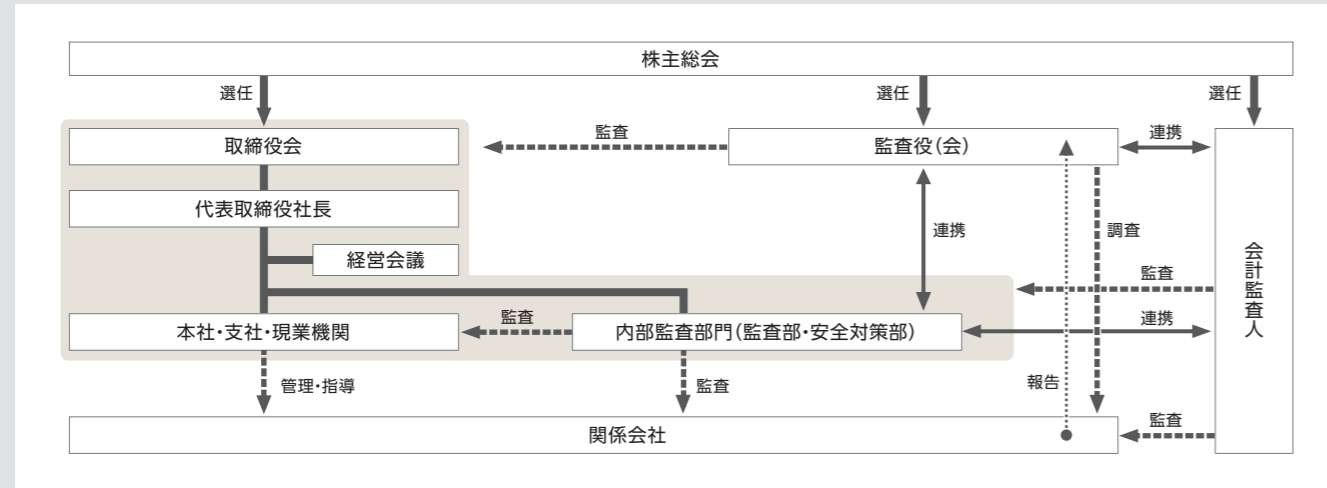 株主総会
選任
選任
選任
取締役会
監査
監査役(会)
連携
代表取締役社長
経営会議
連携
調査
会計監査人
監査
本社・支社・現業機関
監査
内部監査部門(監査部・安全対策部)
連携
管理・指導
監査
報告
関係会社
監査